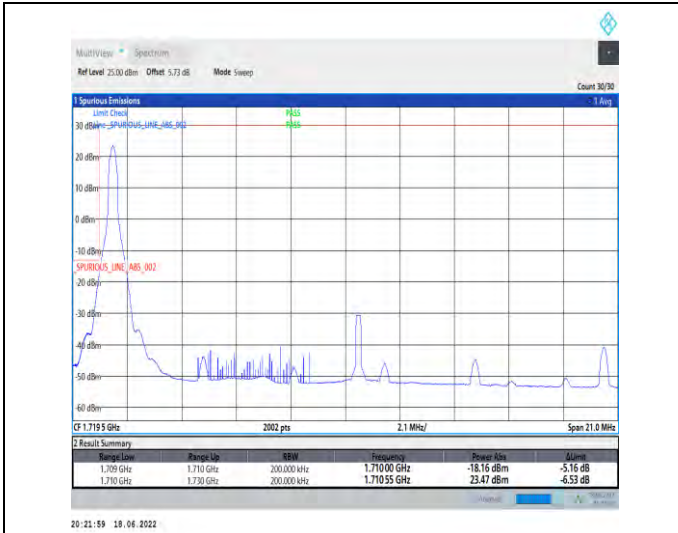 MultiView Spectrum
Ref Level 25.00 dBm Offset 5.73 dB Mode Sweep
Count 30/30
1 Spurious Emissions 1 Avg
Limit Check PASS
30 dBm Line _SPURIOUS_LINE_ABS_002 PASS
20 dBm
10 dBm
0 dBm
-10 dBm
_SPURIOUS_LINE_ABS_002
-20 dBm
-30 dBm
-40 dBm
-50 dBm
-60 dBm
CF 1.719 5 GHz 2002 pts 2.1 MHz/ Span 21.0 MHz
2 Result Summary
Range Low Range Up RBW Frequency Power Abs ΔLimit
1.709 GHz 1.710 GHz 200.000 kHz 1.710 00 GHz -18.16 dBm -5.16 dB
1.710 GHz 1.730 GHz 200.000 kHz 1.710 55 GHz 23.47 dBm -6.53 dB
20:21:59 18.06.2022